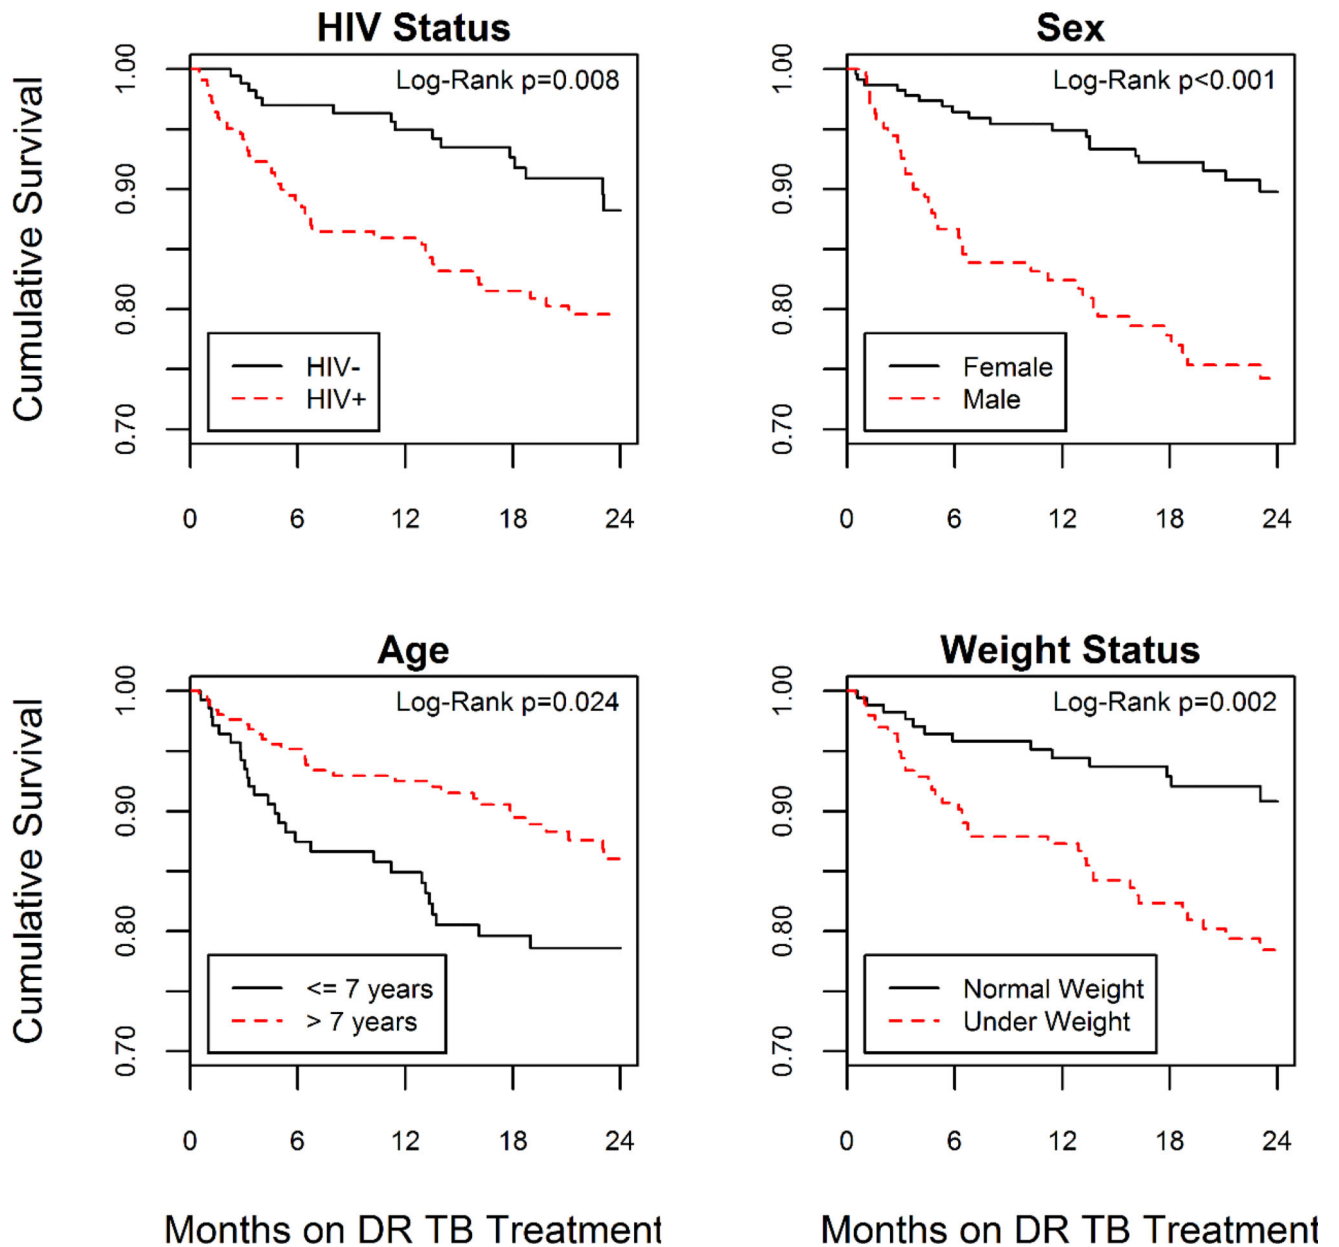 HIV Status
Log-Rank p=0.008
Cumulative Survival
1.00
0.90
0.80
0.70
HIV-
HIV+
0 6 12 18 24
Sex
Log-Rank p<0.001
1.00
0.90
0.80
0.70
Female
Male
0 6 12 18 24
Age
Log-Rank p=0.024
Cumulative Survival
1.00
0.90
0.80
0.70
<= 7 years
> 7 years
0 6 12 18 24
Months on DR TB Treatment
Weight Status
Log-Rank p=0.002
1.00
0.90
0.80
0.70
Normal Weight
Under Weight
0 6 12 18 24
Months on DR TB Treatment